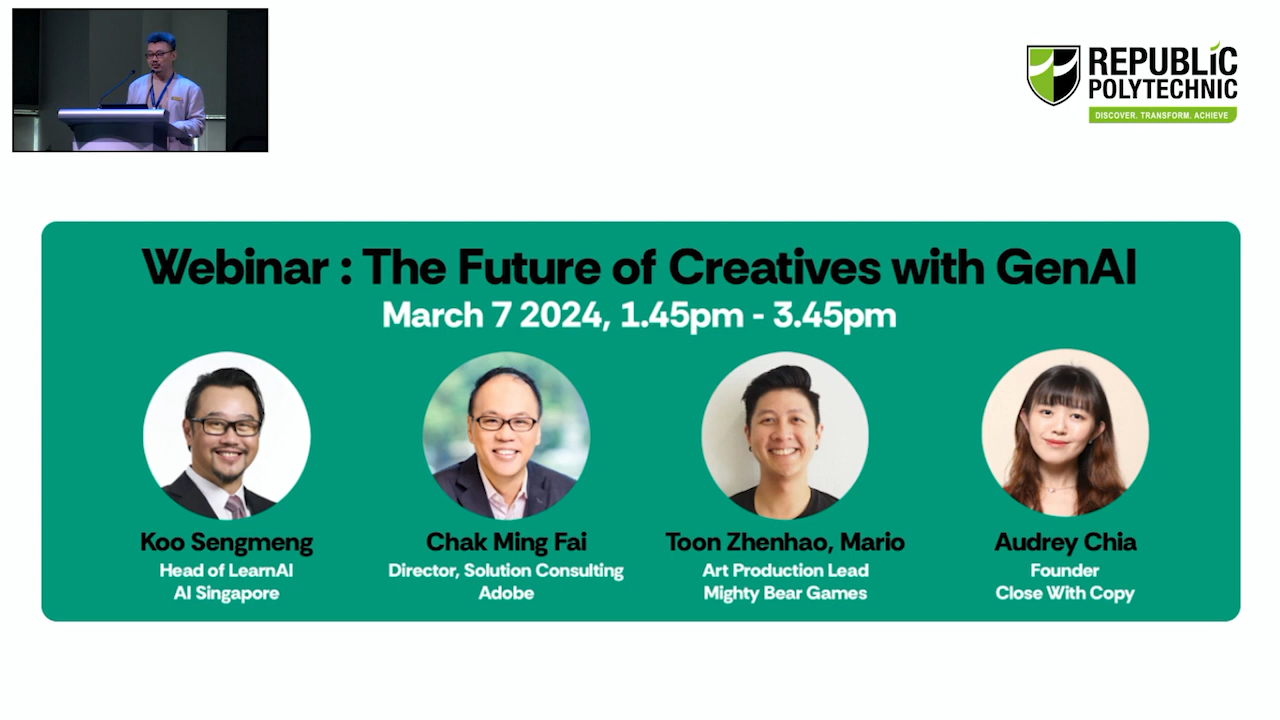 REPUBLIC
POLYTECHNIC
DISCOVER. TRANSFORM. ACHIEVE
Webinar : The Future of Creatives with GenAI
March 7 2024, 1.45pm - 3.45pm
Koo Sengmeng
Head of LearnAI
AI Singapore
Chak Ming Fai
Director, Solution Consulting
Adobe
Toon Zhenhao, Mario
Art Production Lead
Mighty Bear Games
Audrey Chia
Founder
Close With Copy